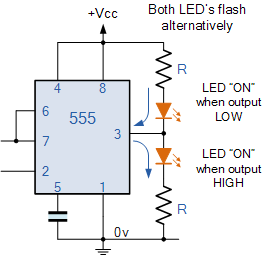 +Vcc
Both LED's flash
alternatively
4
8
R
LED "ON"
when output
LOW
6
555
3
7
LED "ON"
when output
HIGH
2
5
1
R
0v